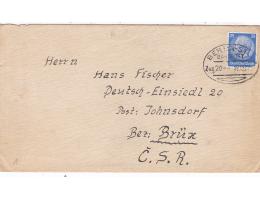 Herrn
Hans Fischer
Deutsch-Einsiedl 20
Post: Johnsdorf
Bez: Brüx
Č.S.R.